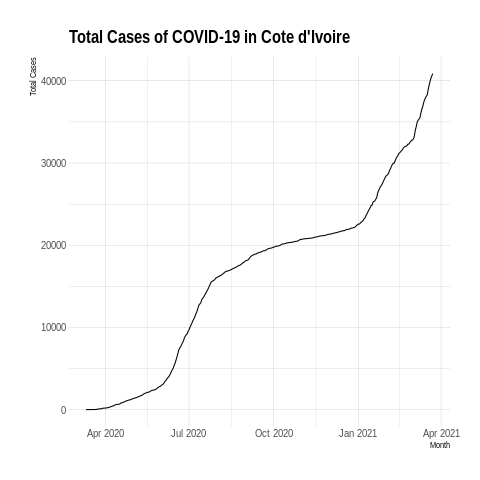 Total Cases of COVID-19 in Cote d'Ivoire
Total Cases
40000
30000
20000
10000
0
Apr 2020 Jul 2020 Oct 2020 Jan 2021 Apr 2021
Month